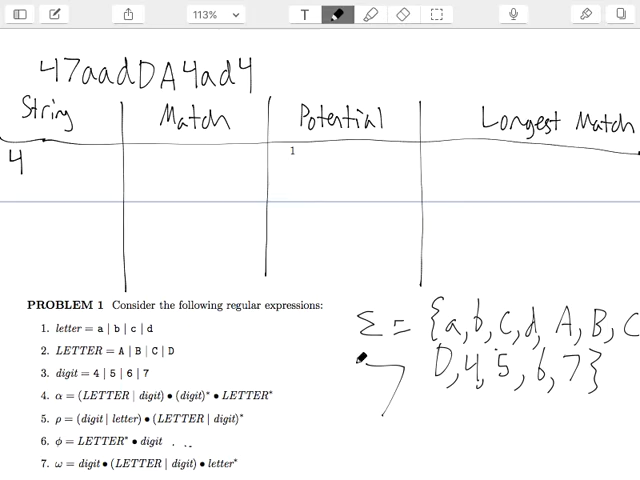 113%
T
47aadDA4ad4
String Match Potential Longest Match
4 1
PROBLEM 1 Consider the following regular expressions:
1. letter = a | b | c | d
2. LETTER = A | B | C | D
3. digit = 4 | 5 | 6 | 7
4. α = (LETTER | digit) • (digit)* • LETTER*
5. ρ = (digit | letter) • (LETTER | digit)*
6. ϕ = LETTER* • digit
7. ω = digit • (LETTER | digit) • letter*
Σ = {a, b, c, d, A, B, C
D, 4, 5, 6, 7}